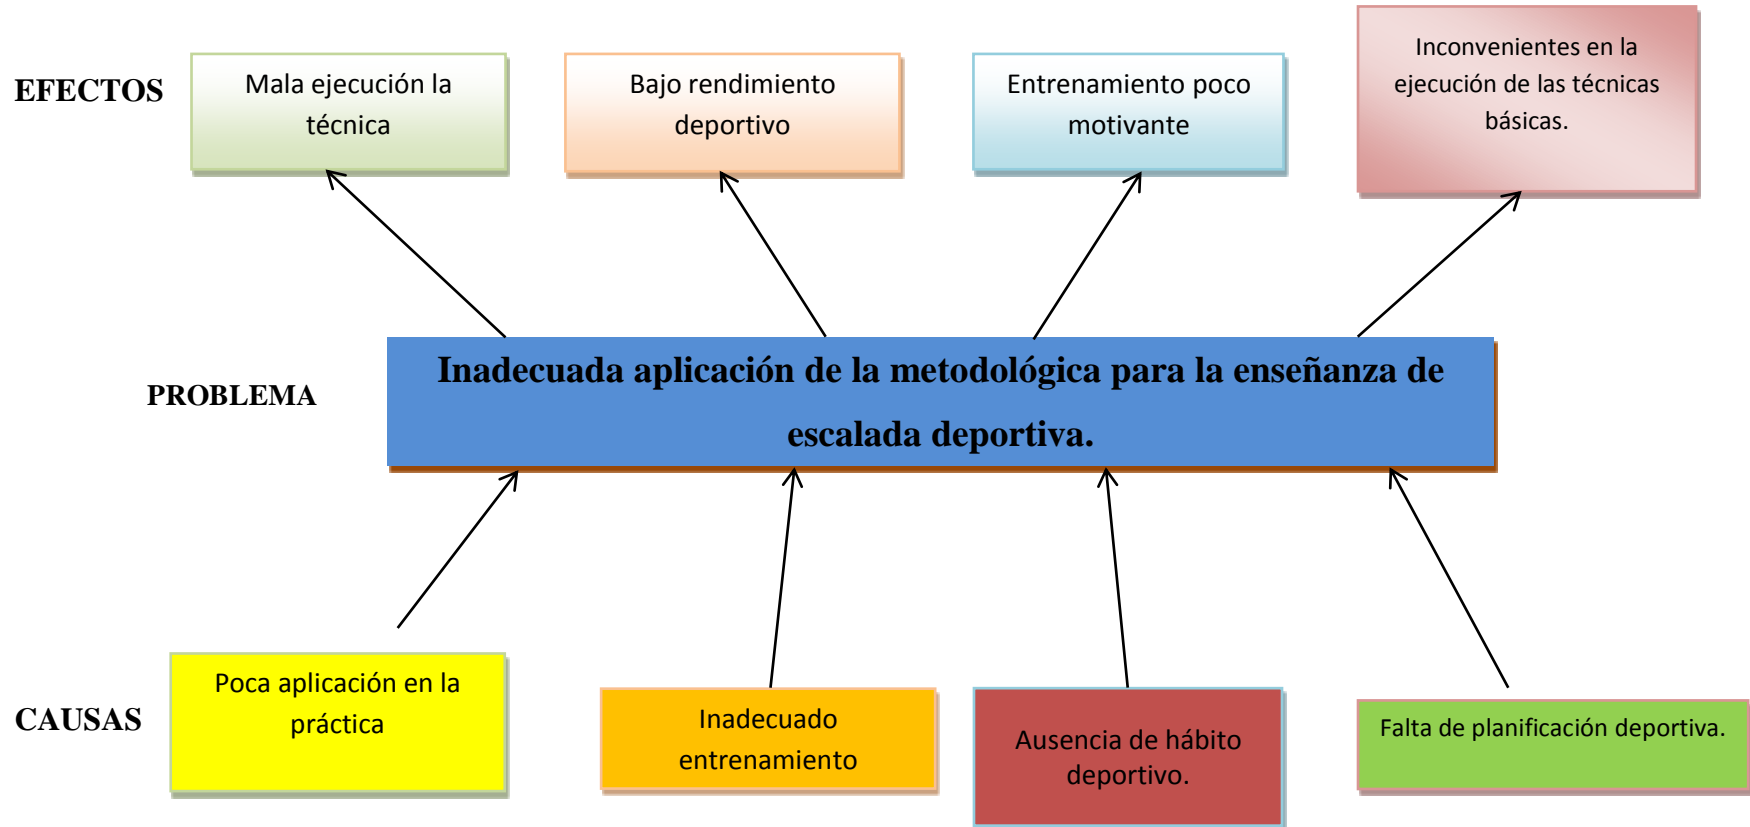 EFECTOS
Mala ejecución la
técnica
Bajo rendimiento
deportivo
Entrenamiento poco
motivante
Inconvenientes en la
ejecución de las técnicas
básicas.
PROBLEMA
Inadecuada aplicación de la metodológica para la enseñanza de
escalada deportiva.
CAUSAS
Poca aplicación en la
práctica
Inadecuado
entrenamiento
Ausencia de hábito
deportivo.
Falta de planificación deportiva.